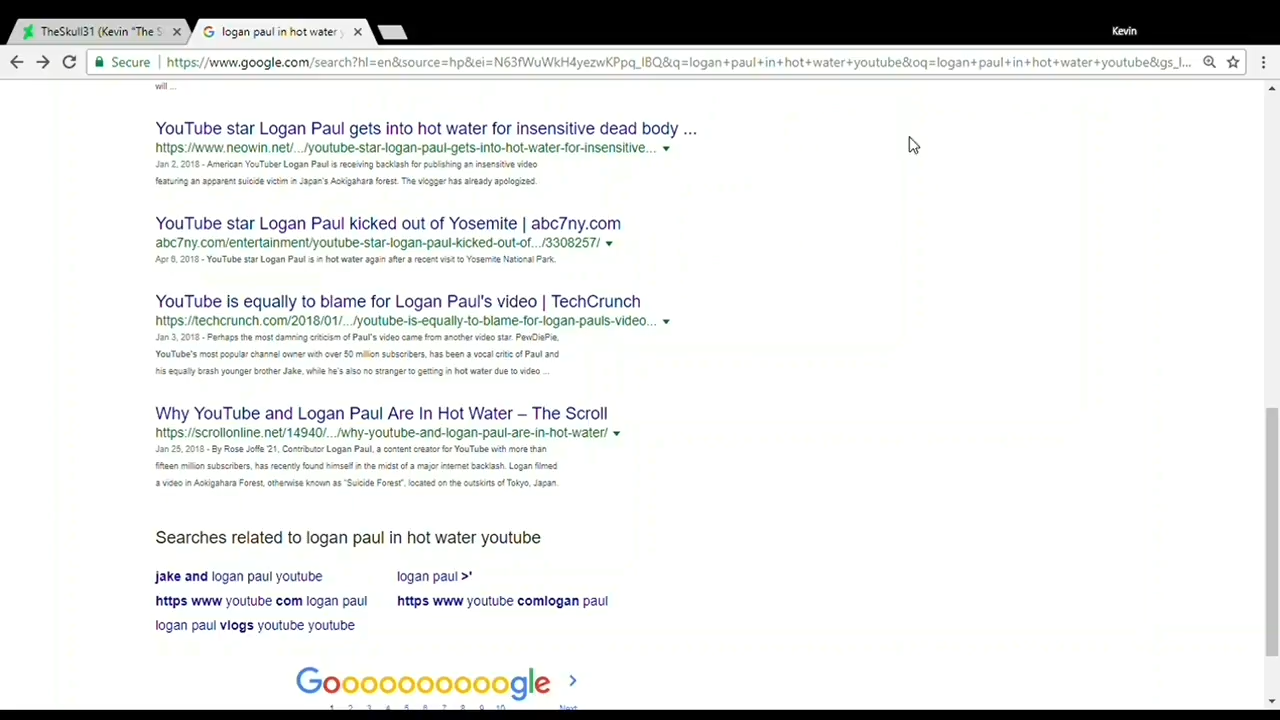 TheSkull31 (Kevin "The S
logan paul in hot water y
Kevin
Secure
https://www.google.com/search?hl=en&source=hp&ei=N63fWuWkH4yezwKPpq_IBQ&q=logan+paul+in+hot+water+youtube&oq=logan+paul+in+hot+water+youtube&gs_l...
will ...
YouTube star Logan Paul gets into hot water for insensitive dead body ...
https://www.neowin.net/.../youtube-star-logan-paul-gets-into-hot-water-for-insensitive...
Jan 2, 2018 - American YouTuber Logan Paul is receiving backlash for publishing an insensitive video
featuring an apparent suicide victim in Japan's Aokigahara forest. The vlogger has already apologized.
YouTube star Logan Paul kicked out of Yosemite | abc7ny.com
abc7ny.com/entertainment/youtube-star-logan-paul-kicked-out-of.../3308257/
Apr 6, 2018 - YouTube star Logan Paul is in hot water again after a recent visit to Yosemite National Park.
YouTube is equally to blame for Logan Paul's video | TechCrunch
https://techcrunch.com/2018/01/.../youtube-is-equally-to-blame-for-logan-pauls-video...
Jan 3, 2018 - Perhaps the most damning criticism of Paul's video came from another video star. PewDiePie,
YouTube's most popular channel owner with over 50 million subscribers, has been a vocal critic of Paul and
his equally brash younger brother Jake, while he's also no stranger to getting in hot water due to video ...
Why YouTube and Logan Paul Are In Hot Water – The Scroll
https://scrollonline.net/14940/.../why-youtube-and-logan-paul-are-in-hot-water/
Jan 25, 2018 - By Rose Joffe '21, Contributor Logan Paul, a content creator for YouTube with more than
fifteen million subscribers, has recently found himself in the midst of a major internet backlash. Logan filmed
a video in Aokigahara Forest, otherwise known as "Suicide Forest", located on the outskirts of Tokyo, Japan.
Searches related to logan paul in hot water youtube
jake and logan paul youtube
logan paul >'
https www youtube com logan paul
https www youtube comlogan paul
logan paul vlogs youtube youtube
Goooooooooogle